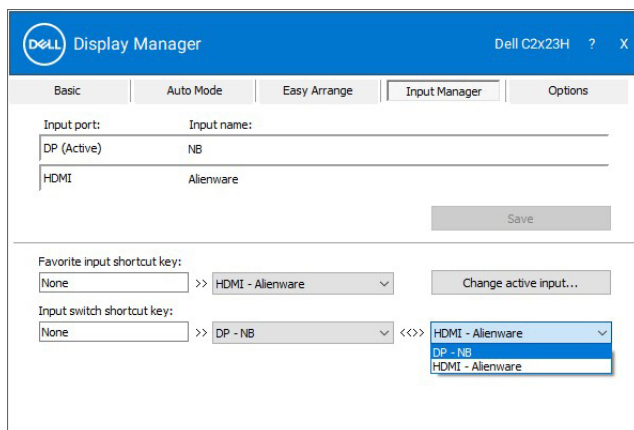 DELL Display Manager Dell C2x23H ? X
Basic Auto Mode Easy Arrange Input Manager Options
Input port: Input name:
DP (Active) NB
HDMI Alienware
Save
Favorite input shortcut key:
None >> HDMI - Alienware Change active input...
Input switch shortcut key:
None >> DP - NB <<>> HDMI - Alienware
DP - NB
HDMI - Alienware